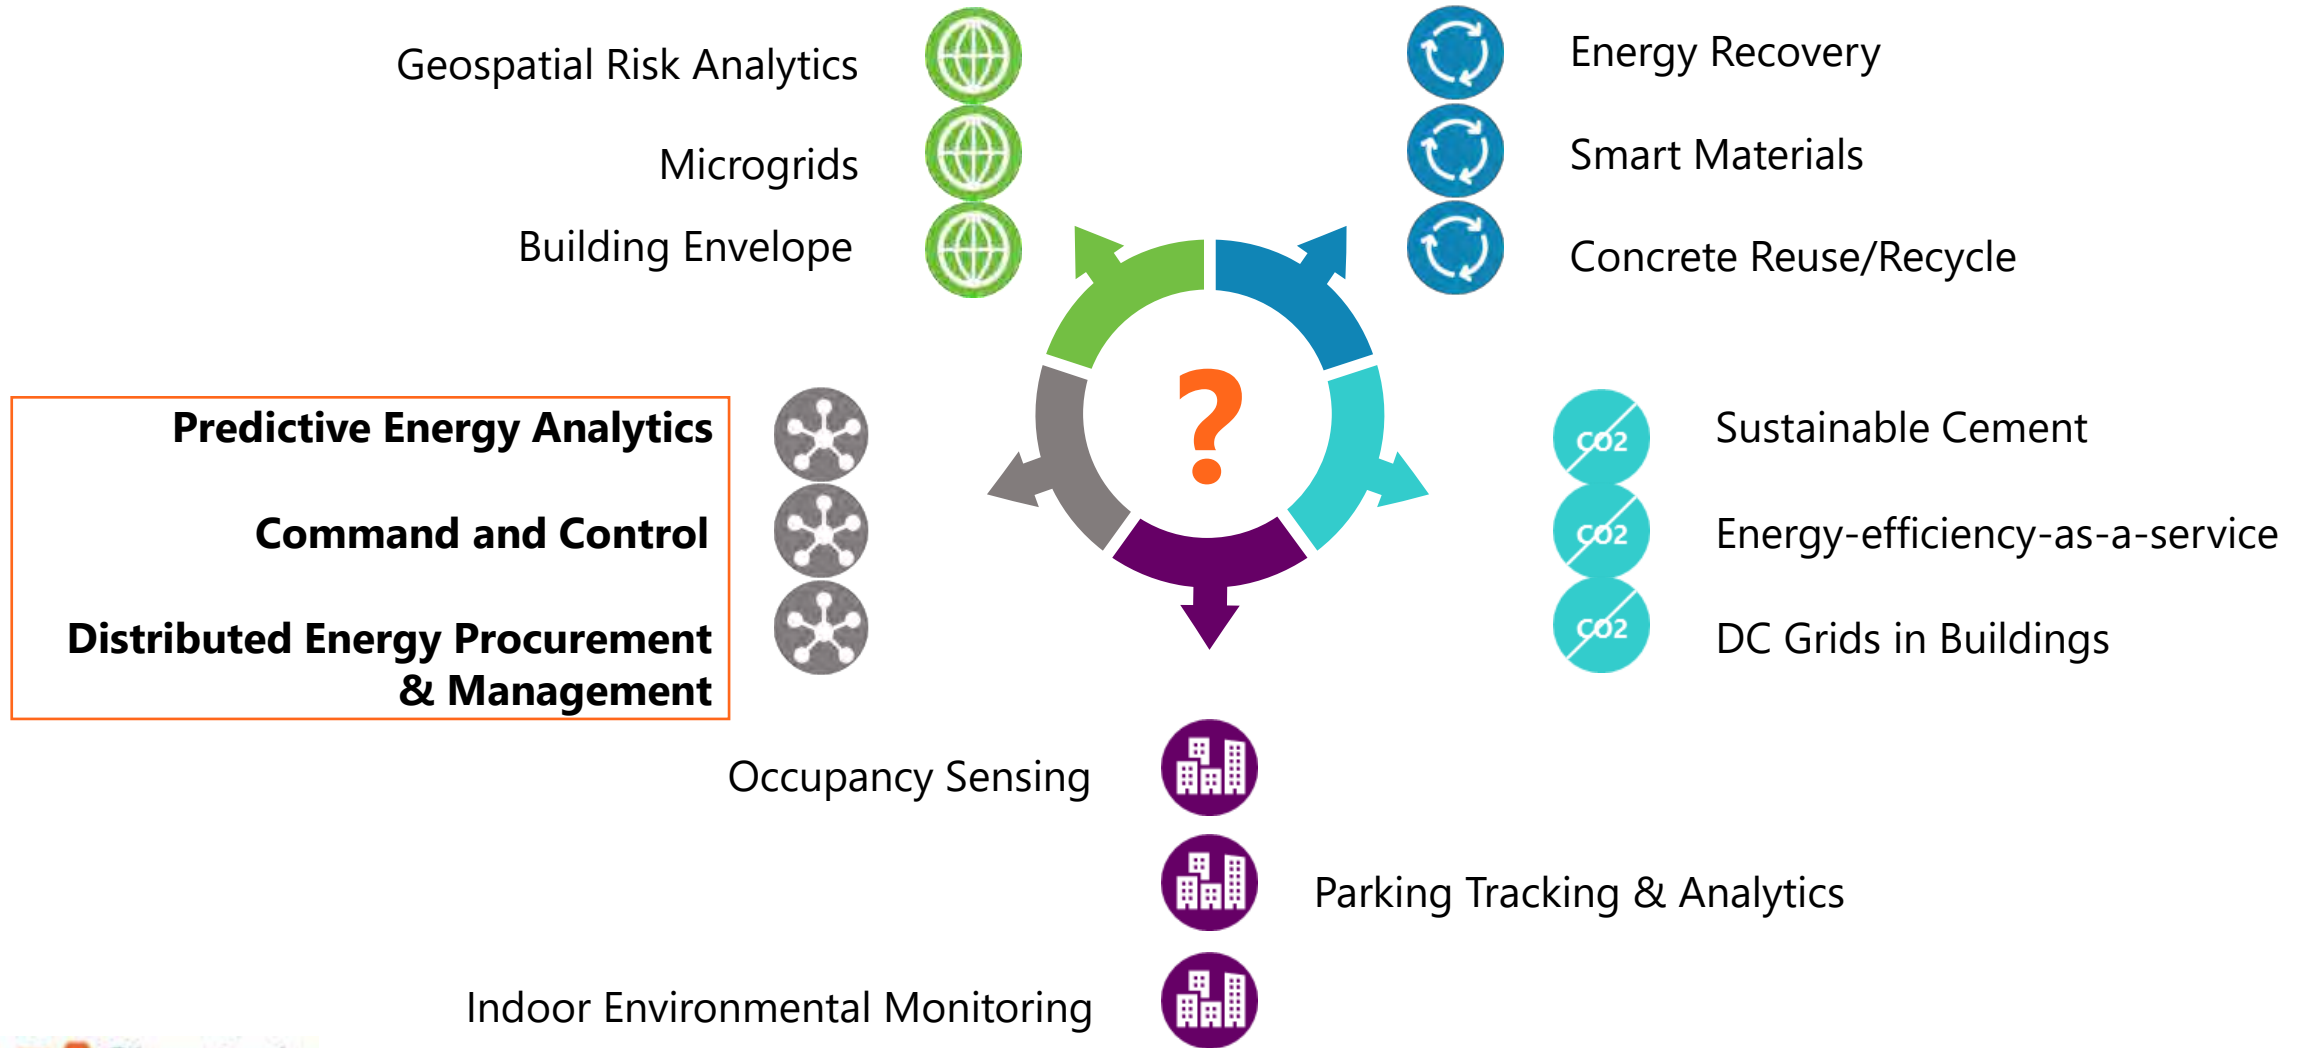 Geospatial Risk Analytics
Microgrids
Building Envelope
Energy Recovery
Smart Materials
Concrete Reuse/Recycle
?
Predictive Energy Analytics
Command and Control
Distributed Energy Procurement
& Management
CO2
Sustainable Cement
CO2
Energy-efficiency-as-a-service
CO2
DC Grids in Buildings
Occupancy Sensing
Parking Tracking & Analytics
Indoor Environmental Monitoring